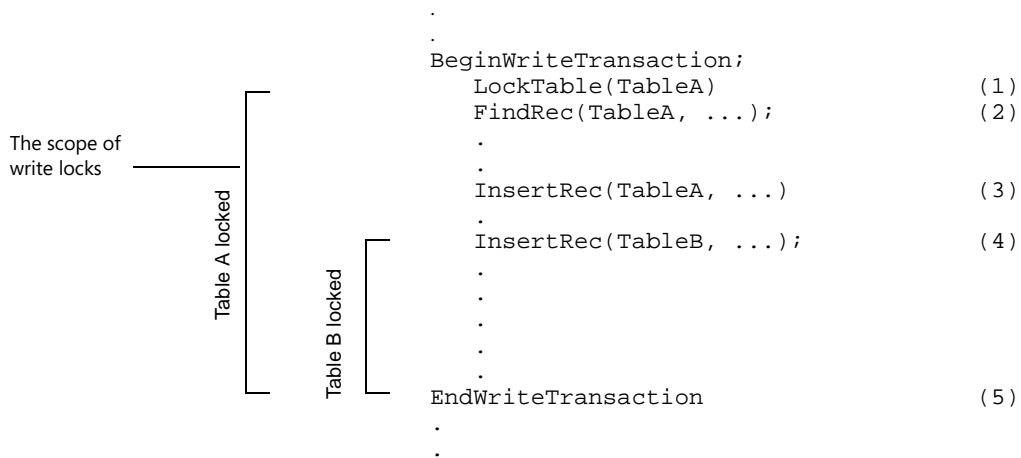 .
.
BeginWriteTransaction;
LockTable(TableA) (1)
FindRec(TableA, ...); (2)
.
.
InsertRec(TableA, ...) (3)
.
InsertRec(TableB, ...); (4)
.
.
.
.
.
EndWriteTransaction (5)
.
.
The scope of
write locks
Table A locked
Table B locked